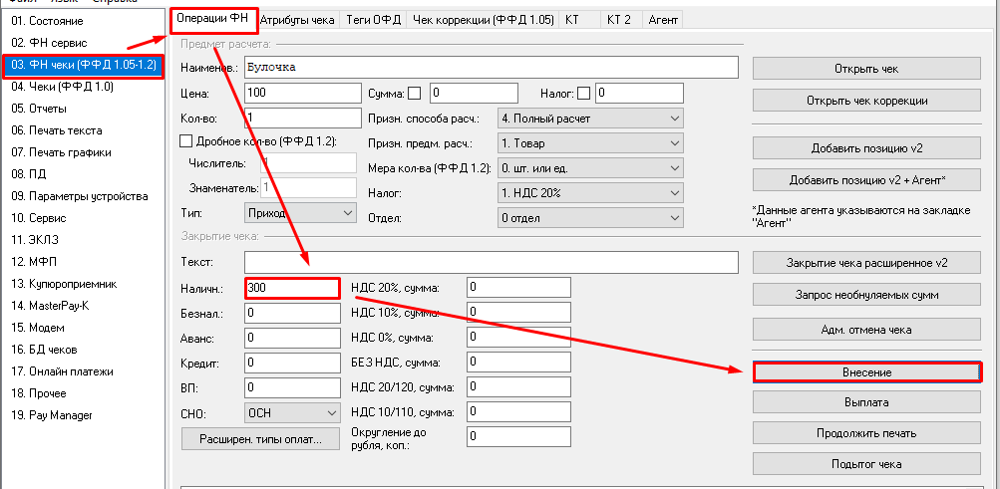 Файл Язык Справка
01. Состояние
02. ФН сервис
03. ФН чеки (ФФД 1.05-1.2)
04. Чеки (ФФД 1.0)
05. Отчеты
06. Печать текста
07. Печать графики
08. ПД
09. Параметры устройства
10. Сервис
11. ЭКЛЗ
12. МФП
13. Купюроприемник
14. MasterPay-K
15. Модем
16. БД чеков
17. Онлайн платежи
18. Прочее
19. Pay Manager
Операции ФН Атрибуты чека Теги ОФД Чек коррекции (ФФД 1.05) КТ КТ 2 Агент
Предмет расчета:
Наименов.: Булочка
Цена: 100 Сумма: 0 Налог: 0
Кол-во: 1 Призн. способа расч.: 4. Полный расчет
Дробное кол-во (ФФД 1.2): Призн. предм. расч.: 1. Товар
Числитель: 1 Мера кол-ва (ФФД 1.2): 0. шт. или ед.
Знаменатель: 1 Налог: 1. НДС 20%
Тип: Приход Отдел: 0 отдел
Закрытие чека:
Текст:
Наличн.: 300 НДС 20%, сумма: 0
Безнал.: 0 НДС 10%, сумма: 0
Аванс: 0 НДС 0%, сумма: 0
Кредит: 0 БЕЗ НДС, сумма: 0
ВП: 0 НДС 20/120, сумма: 0
СНО: ОСН НДС 10/110, сумма: 0
Расширен. типы оплат... Округление до
рубля, коп.: 0
Открыть чек
Открыть чек коррекции
Добавить позицию v2
Добавить позицию v2 + Агент*
*Данные агента указываются на закладке
"Агент"
Закрытие чека расширенное v2
Запрос необнуляемых сумм
Адм. отмена чека
Внесение
Выплата
Продолжить печать
Подытог чека